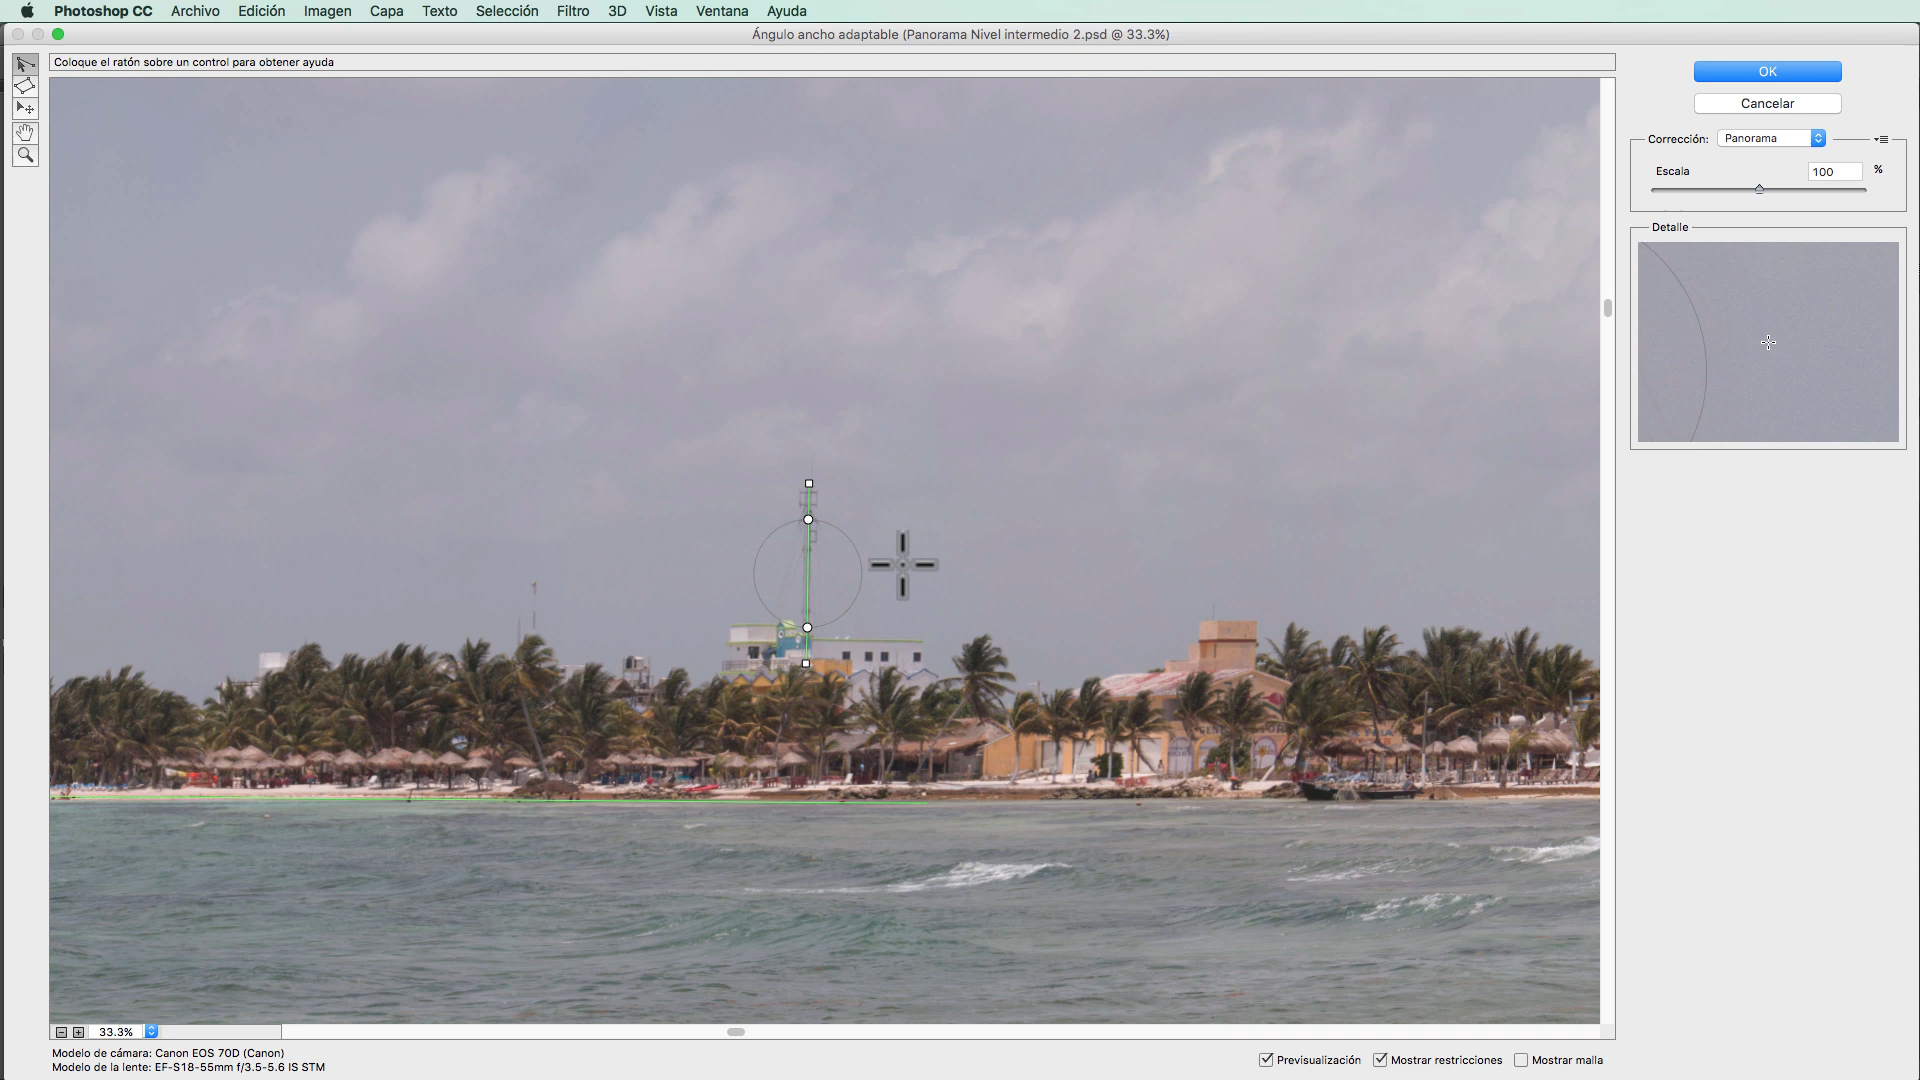 Photoshop CC Archivo Edición Imagen Capa Texto Selección Filtro 3D Vista Ventana Ayuda
Ángulo ancho adaptable (Panorama Nivel intermedio 2.psd @ 33.3%)
Coloque el ratón sobre un control para obtener ayuda
OK
Cancelar
Corrección: Panorama
Escala 100 %
Detalle
33.3%
Modelo de cámara: Canon EOS 70D (Canon)
Modelo de la lente: EF-S18-55mm f/3.5-5.6 IS STM
Previsualización Mostrar restricciones Mostrar malla